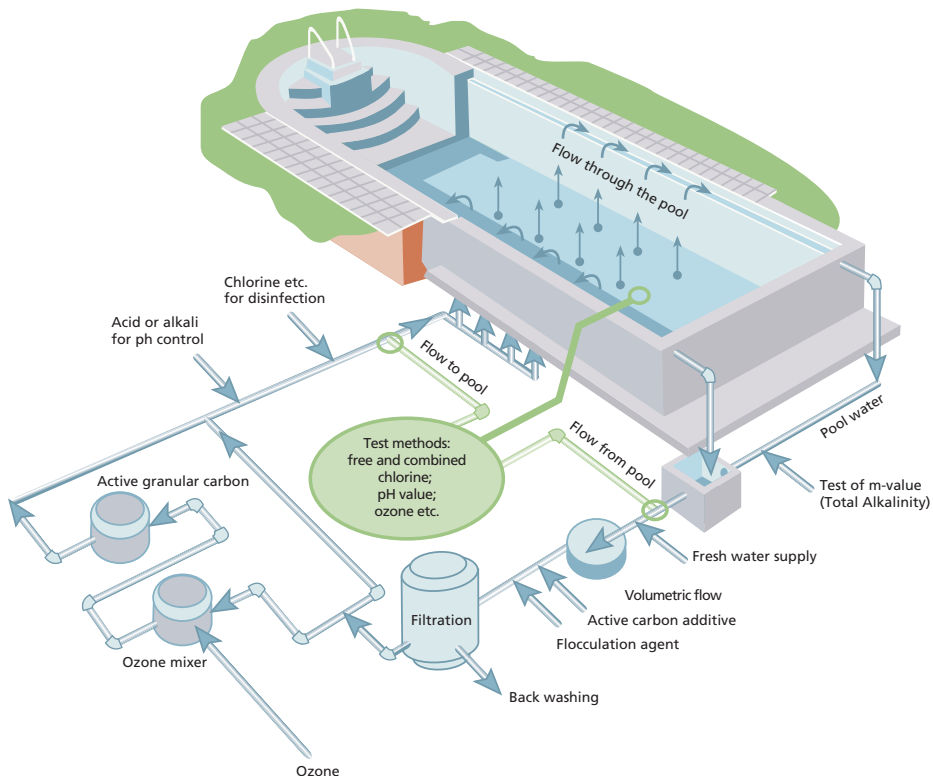 Flow through the pool
Chlorine etc.
for disinfection
Acid or alkali
for ph control
Flow to pool
Pool water
Test methods:
free and combined
chlorine;
pH value;
ozone etc.
Flow from pool
Active granular carbon
Test of m-value
(Total Alkalinity)
Fresh water supply
Volumetric flow
Active carbon additive
Flocculation agent
Filtration
Ozone mixer
Back washing
Ozone